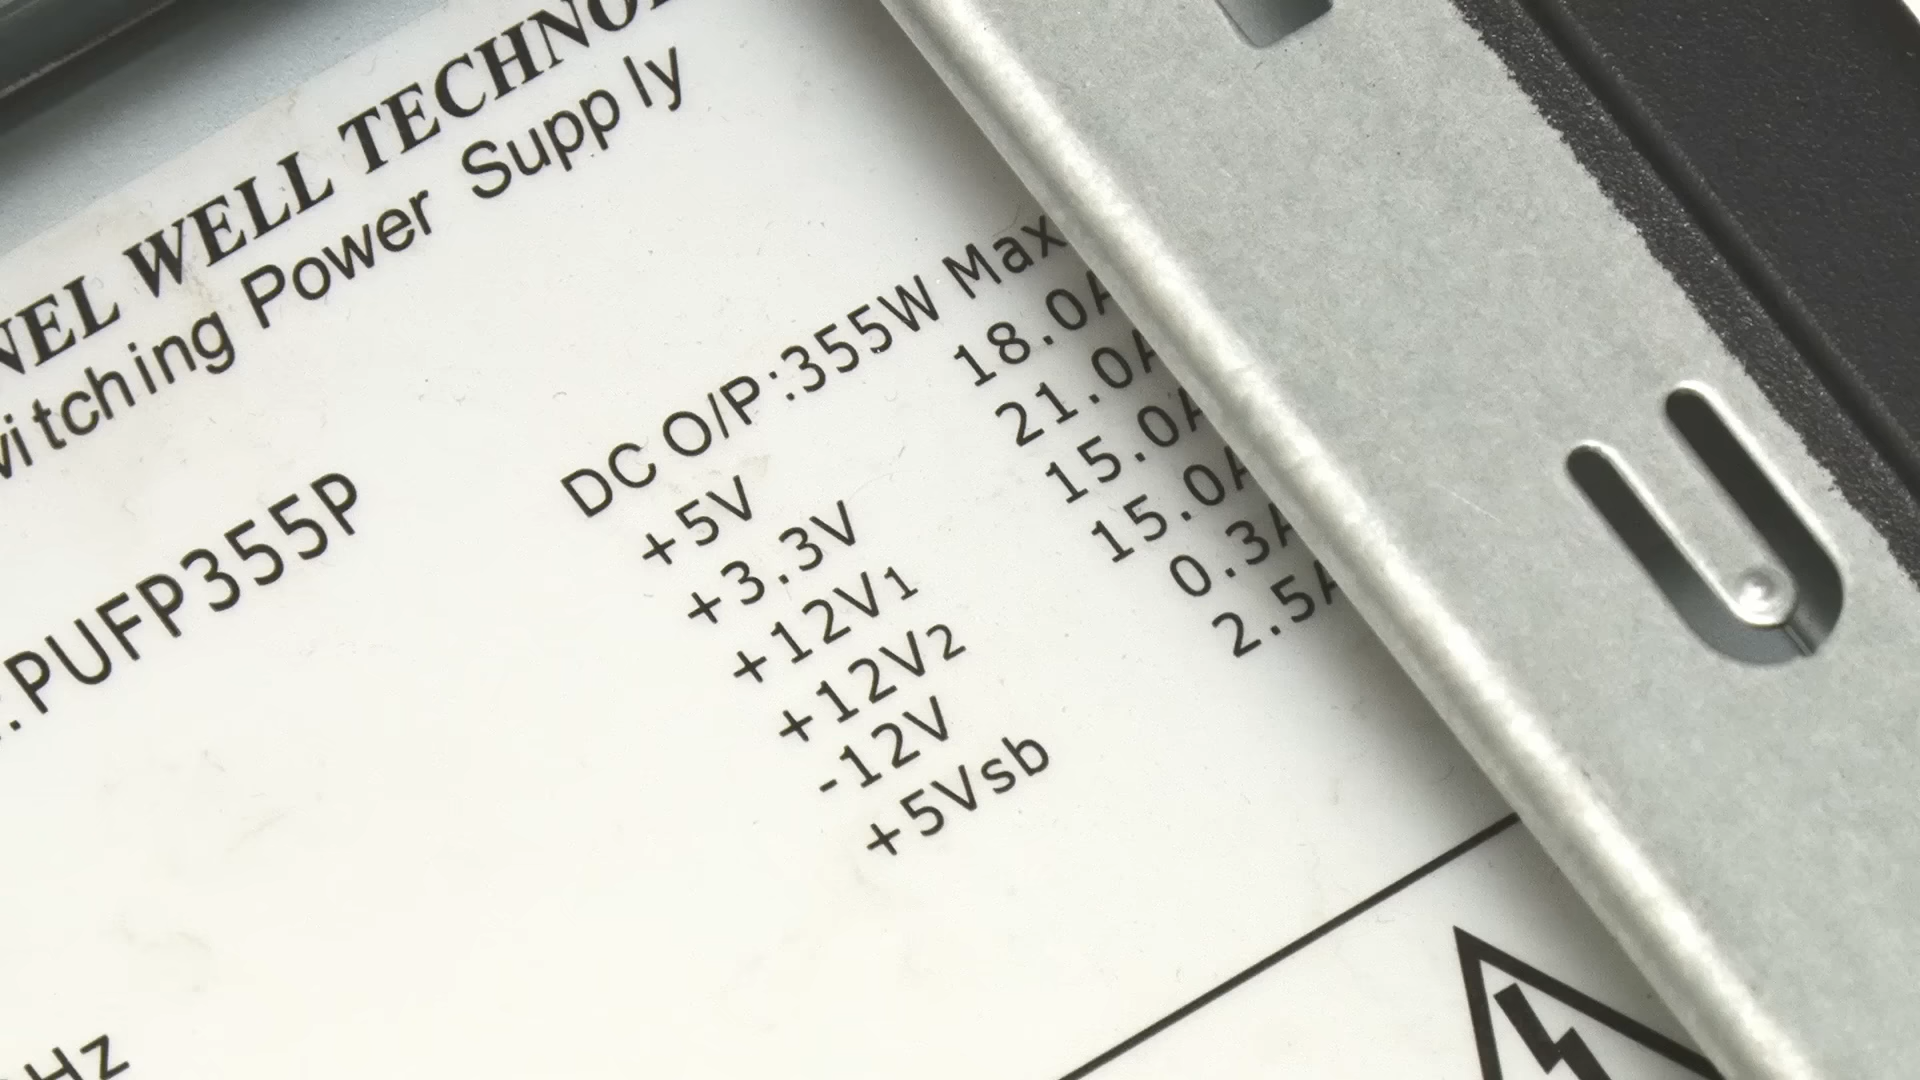 NEL WELL TECHNO
itching Power Supply
.PUFP355P
DC O/P:355W Max
+5V 18.0A
+3.3V 21.0A
+12V1 15.0A
+12V2 15.0A
-12V 0.3A
+5Vsb 2.5A
Hz